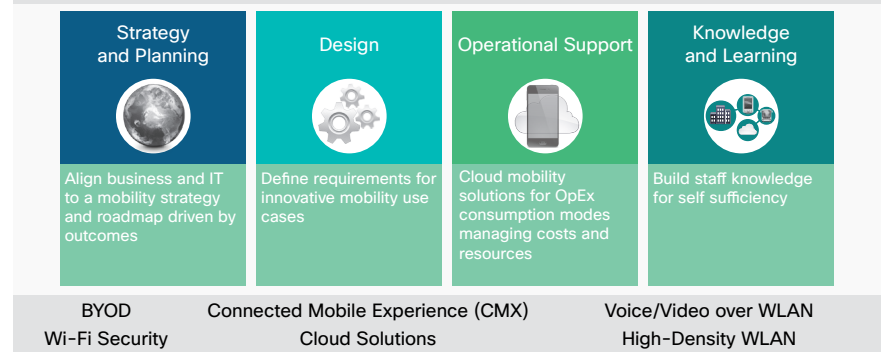 Strategy
and Planning
Align business and IT
to a mobility strategy
and roadmap driven by
outcomes
Design
Define requirements for
innovative mobility use
cases
Operational Support
Cloud mobility
solutions for OpEx
consumption modes
managing costs and
resources
Knowledge
and Learning
Build staff knowledge
for self sufficiency
BYOD Connected Mobile Experience (CMX) Voice/Video over WLAN
Wi-Fi Security Cloud Solutions High-Density WLAN